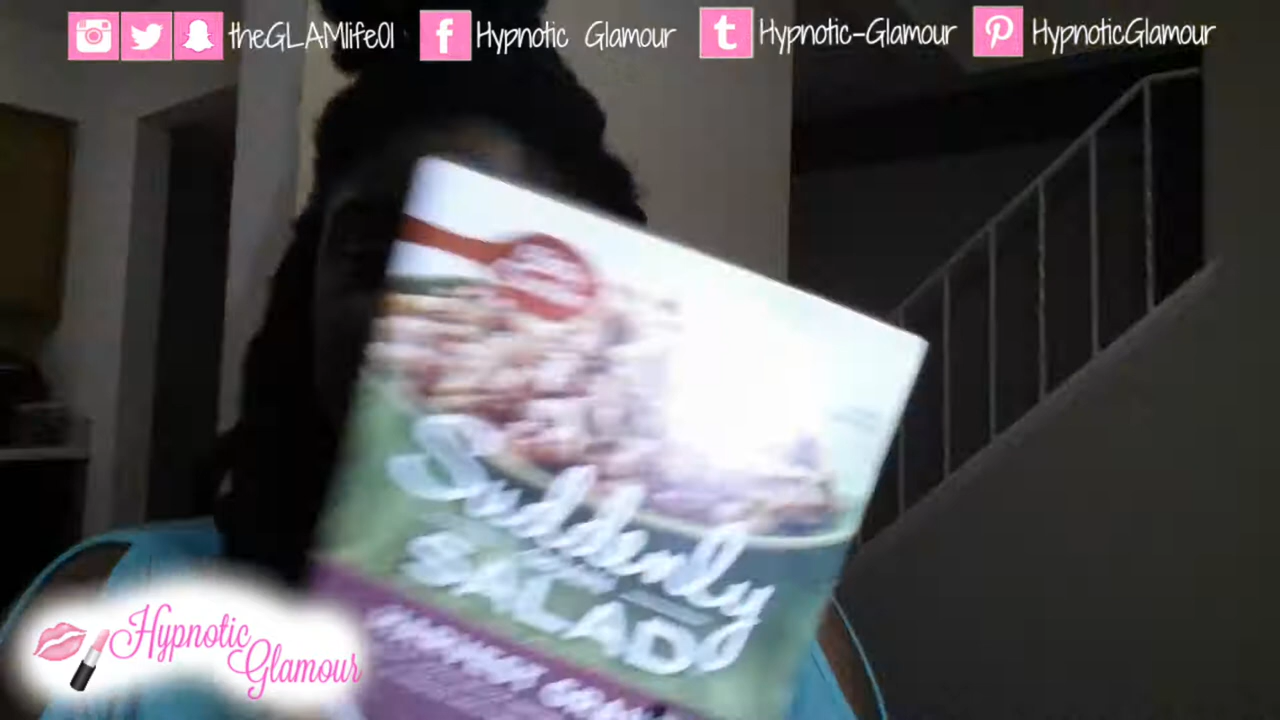 theGLAMlife01
Hypnotic Glamour
Hypnotic-Glamour
HypnoticGlamour
Suddenly
SALAD
Hypnotic
Glamour